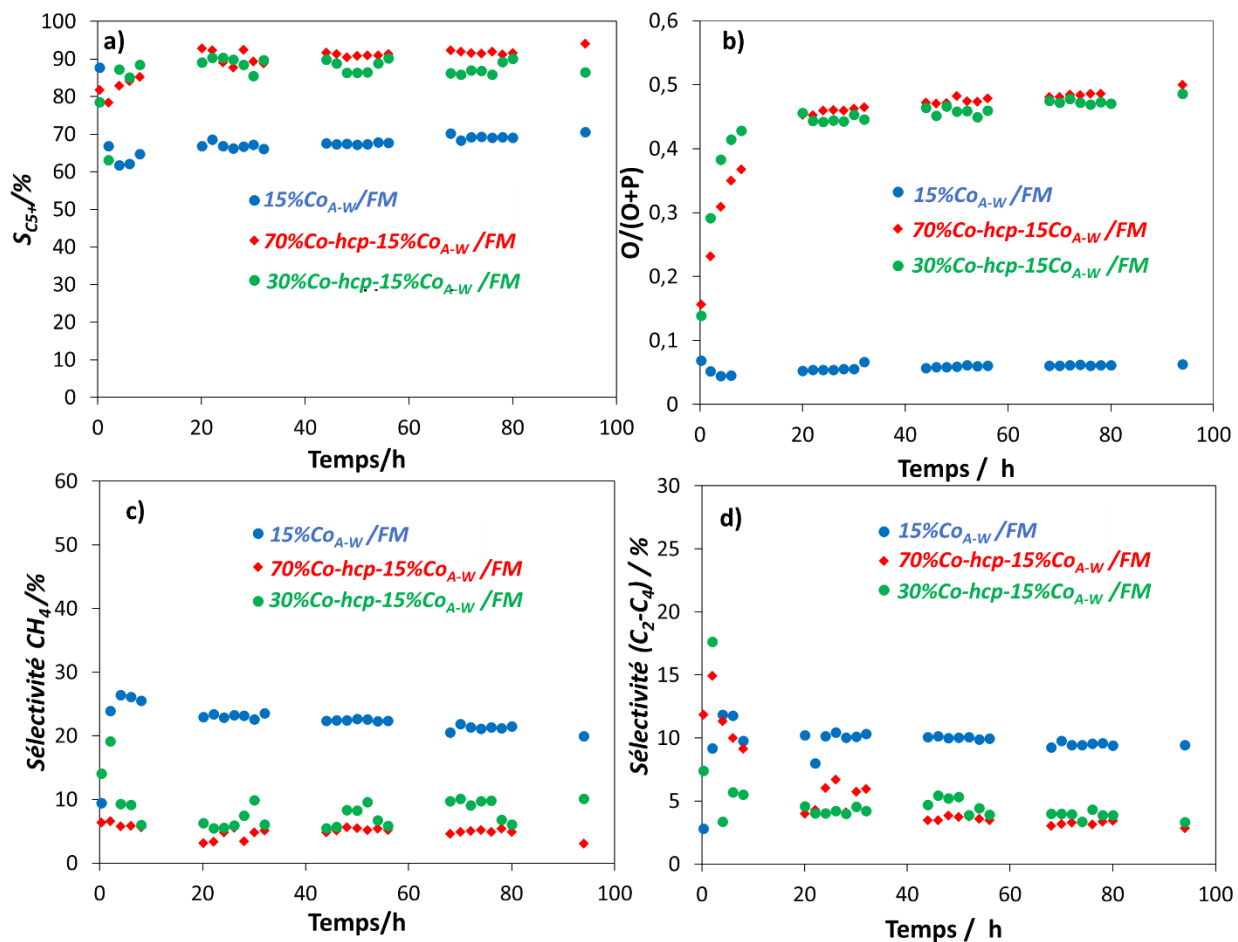 a)
S_C5+/%
100
90
80
70
60
50
40
30
20
10
0
0 20 40 60 80 100
Temps/h
15%Co_A-W/FM
70%Co-hcp-15%Co_A-W/FM
30%Co-hcp-15%Co_A-W/FM
b)
O/(O+P)
0,6
0,5
0,4
0,3
0,2
0,1
0
0 20 40 60 80 100
Temps / h
15%Co_A-W/FM
70%Co-hcp-15Co_A-W/FM
30%Co-hcp-15Co_A-W/FM
c)
Sélectivité CH4/%
60
50
40
30
20
10
0
0 20 40 60 80 100
Temps/h
15%Co_A-W/FM
70%Co-hcp-15%Co_A-W/FM
30%Co-hcp-15%Co_A-W/FM
d)
Sélectivité (C2-C4) / %
30
25
20
15
10
5
0
0 20 40 60 80 100
Temps / h
15%Co_A-W/FM
70%Co-hcp-15%Co_A-W/FM
30%Co-hcp-15%Co_A-W/FM